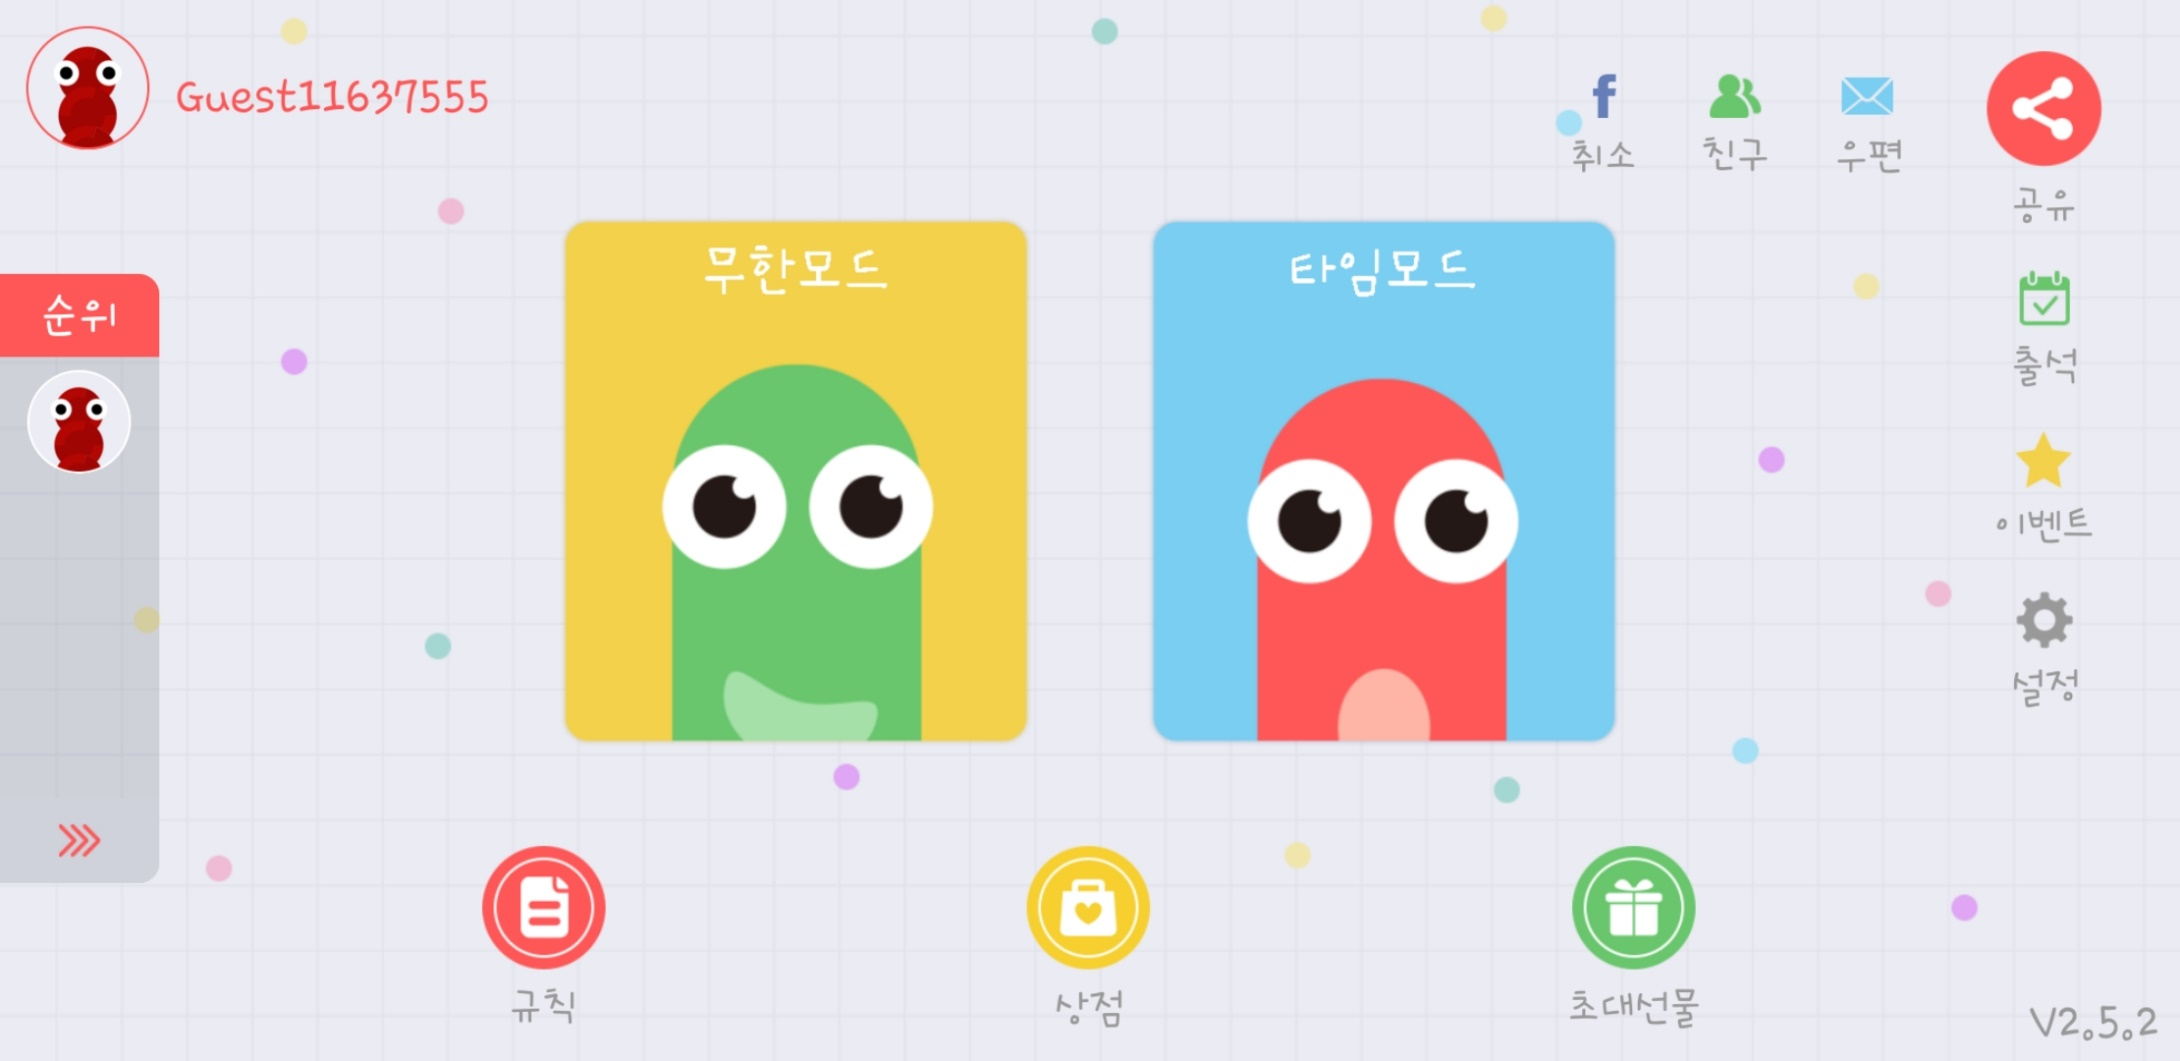 Guest11637555
f
취소
친구
우편
공유
순위
무한모드
타임모드
출석
이벤트
설정
규칙
상점
초대선물
V2.5.2